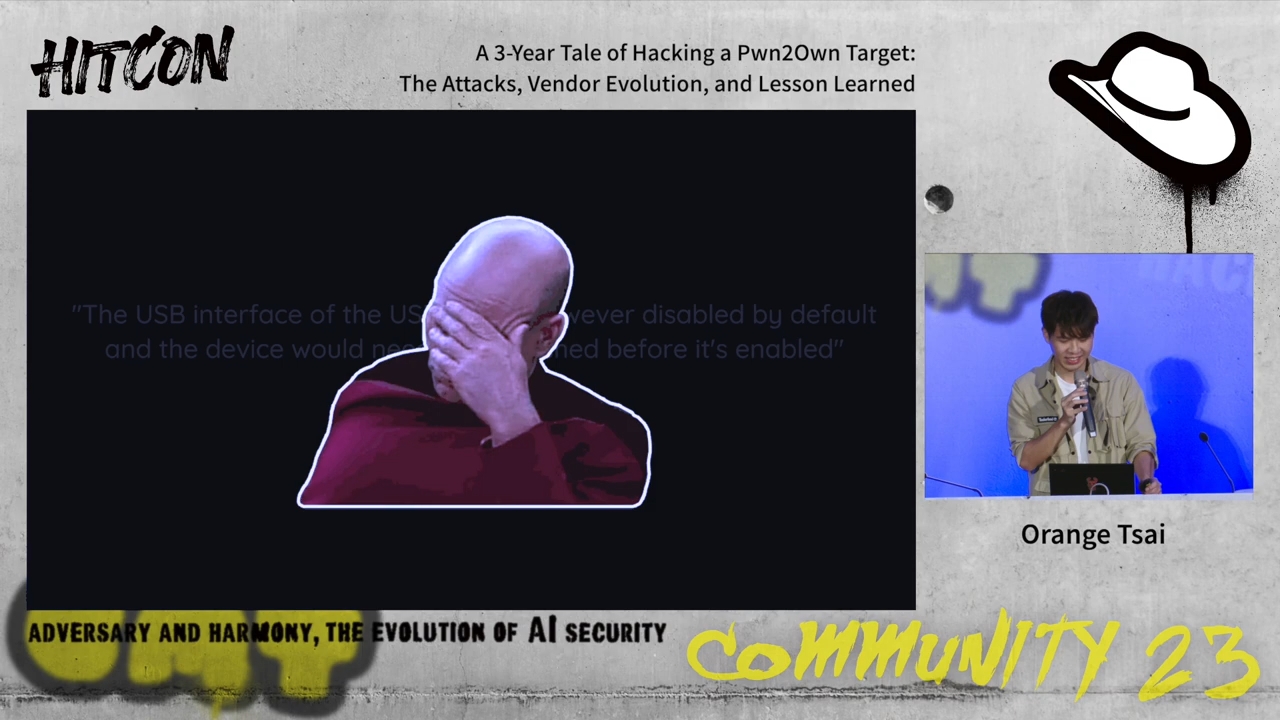 HITCON
A 3-Year Tale of Hacking a Pwn2Own Target:
The Attacks, Vendor Evolution, and Lesson Learned
"The USB interface of the US wever disabled by default
and the device would ned before it's enabled"
Orange Tsai
ADVERSARY AND HARMONY, THE EVOLUTION OF AI SECURITY
COMMUNITY 23